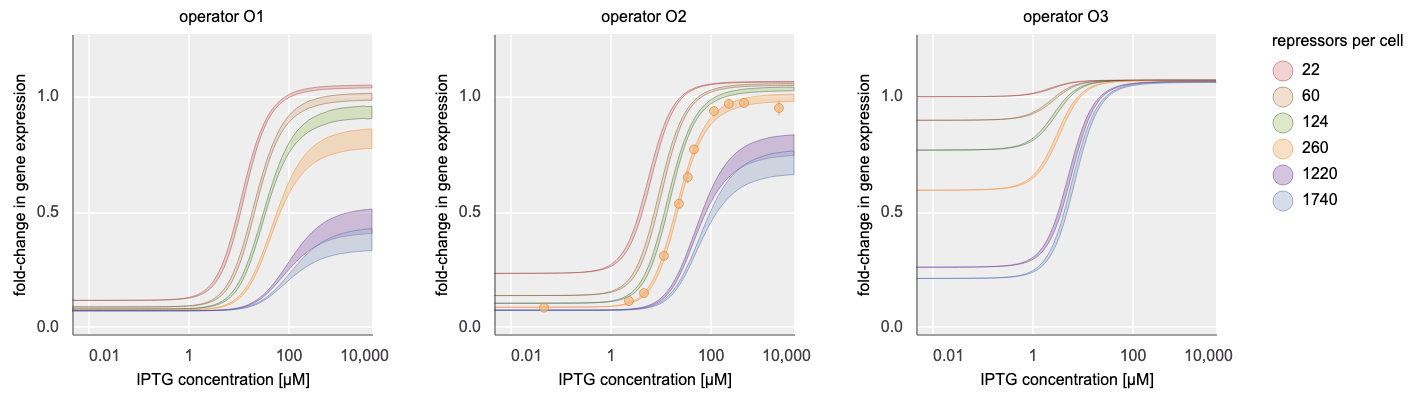 operator O1
fold-change in gene expression
1.0
0.5
0.0
0.01
1
100
10,000
IPTG concentration [µM]
operator O2
fold-change in gene expression
1.0
0.5
0.0
0.01
1
100
10,000
IPTG concentration [µM]
operator O3
fold-change in gene expression
1.0
0.5
0.0
0.01
1
100
10,000
IPTG concentration [µM]
repressors per cell
22
60
124
260
1220
1740